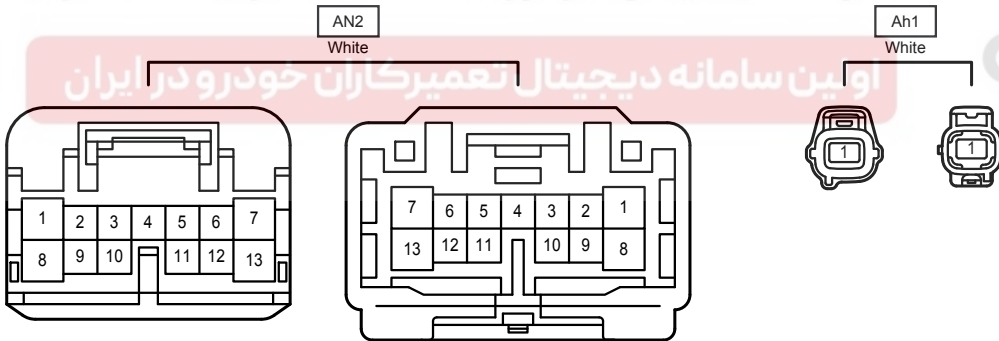 AN2
White
Ah1
White
اولین سامانه دیجیتال تعمیرکاران خودرو در ایران
1 2 3 4 5 6 7
8 9 10 11 12 13
7 6 5 4 3 2 1
13 12 11 10 9 8
1
1